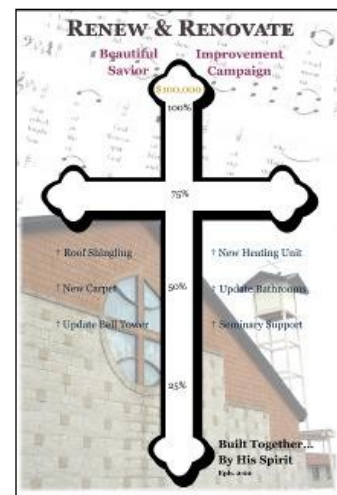 RENEW & RENOVATE
Beautiful Savior
Improvement Campaign
$100,000
100%
75%
† Roof Shingling
† New Heating Unit
† New Carpet
50%
† Update Bathrooms
† Update Bell Tower
† Seminary Support
25%
Built Together...
By His Spirit
Eph. 2:22